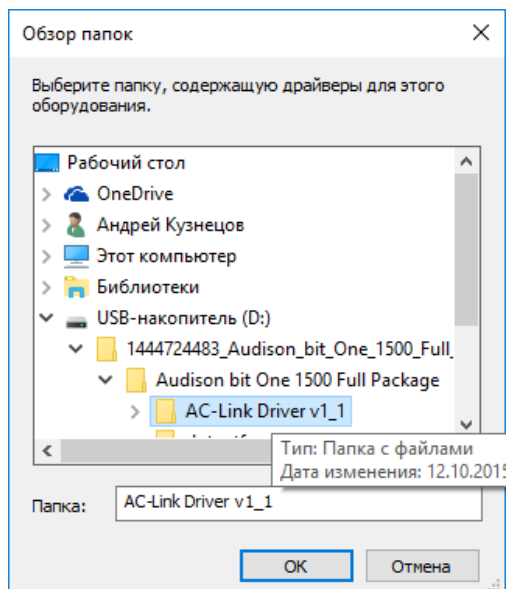 Обзор папок
Выберите папку, содержащую драйверы для этого
оборудования.
Рабочий стол
OneDrive
Андрей Кузнецов
Этот компьютер
Библиотеки
USB-накопитель (D:)
1444724483_Audison_bit_One_1500_Full_
Audison bit One 1500 Full Package
AC-Link Driver v1_1
Тип: Папка с файлами
Дата изменения: 12.10.2015
Папка:
AC-Link Driver v1_1
ОК
Отмена